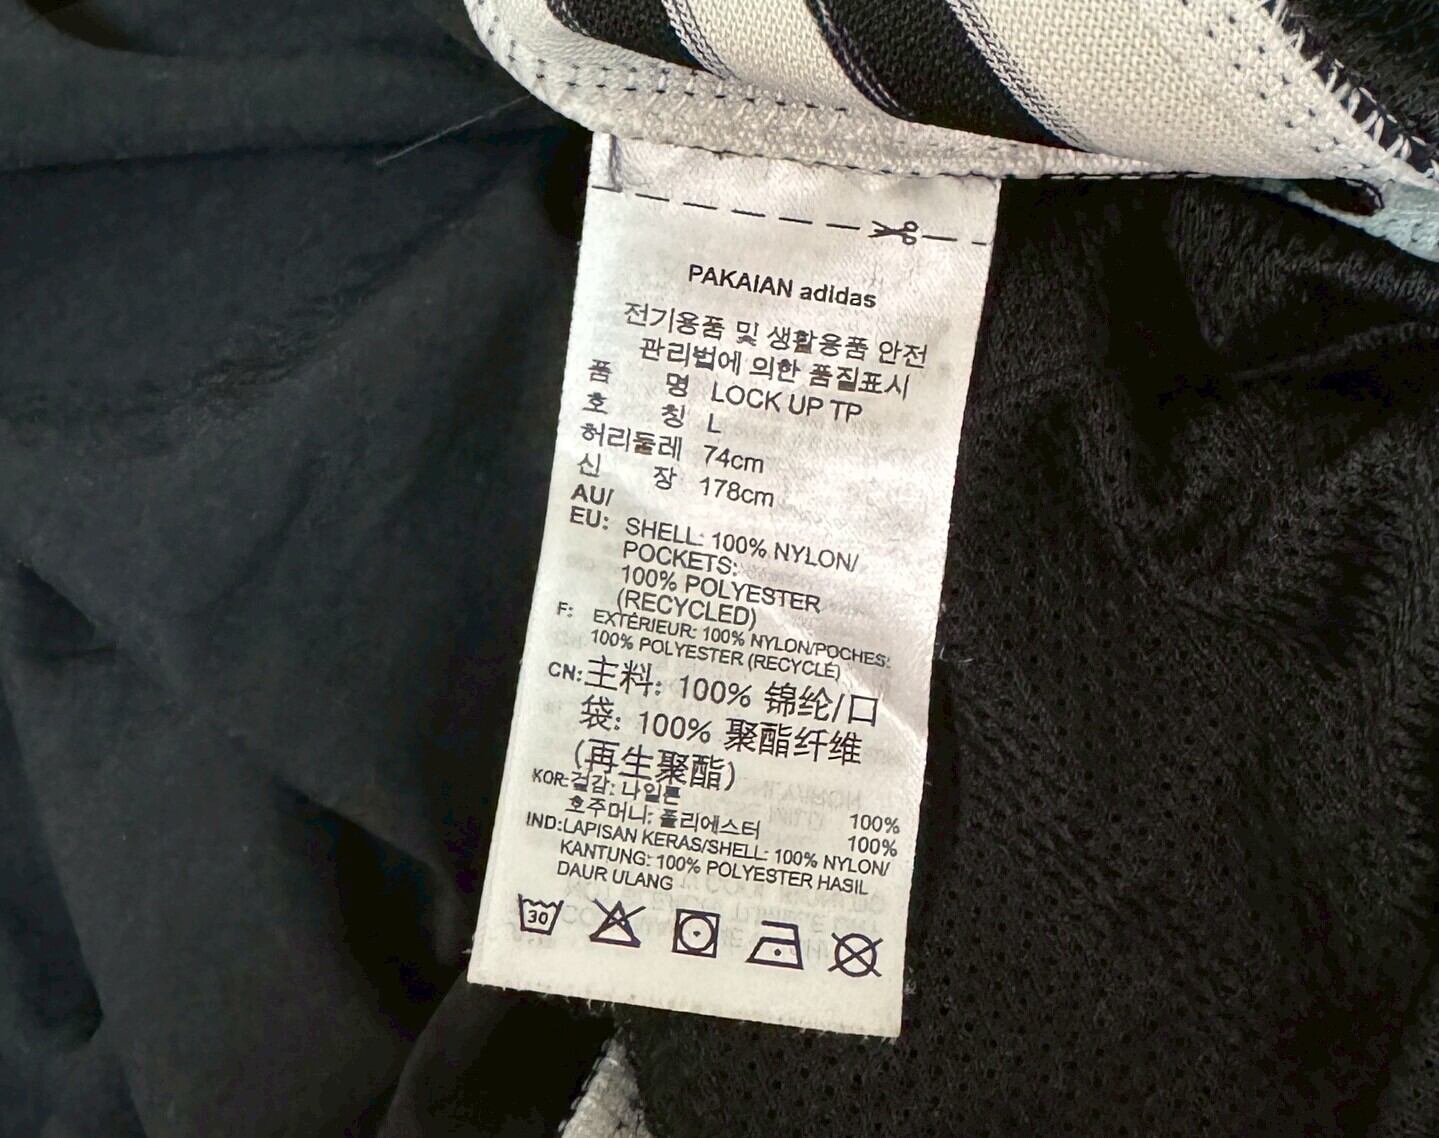 PAKAIAN adidas
전기용품 및 생활용품 안전
관리법에 의한 품질표시
품 명 LOCK UP TP
호 칭 L
허리둘레 74cm
신 장 178cm
AU/
EU: SHELL: 100% NYLON/
POCKETS:
100% POLYESTER
(RECYCLED)
F: EXTÉRIEUR: 100% NYLON/POCHES:
100% POLYESTER (RECYCLÉ)
CN:主料: 100% 锦纶/口
袋: 100% 聚酯纤维
(再生聚酯)
KOR:겉감: 나일론 100%
호주머니: 폴리에스터 100%
IND:LAPISAN KERAS/SHELL: 100% NYLON/
KANTUNG: 100% POLYESTER HASIL
DAUR ULANG
30